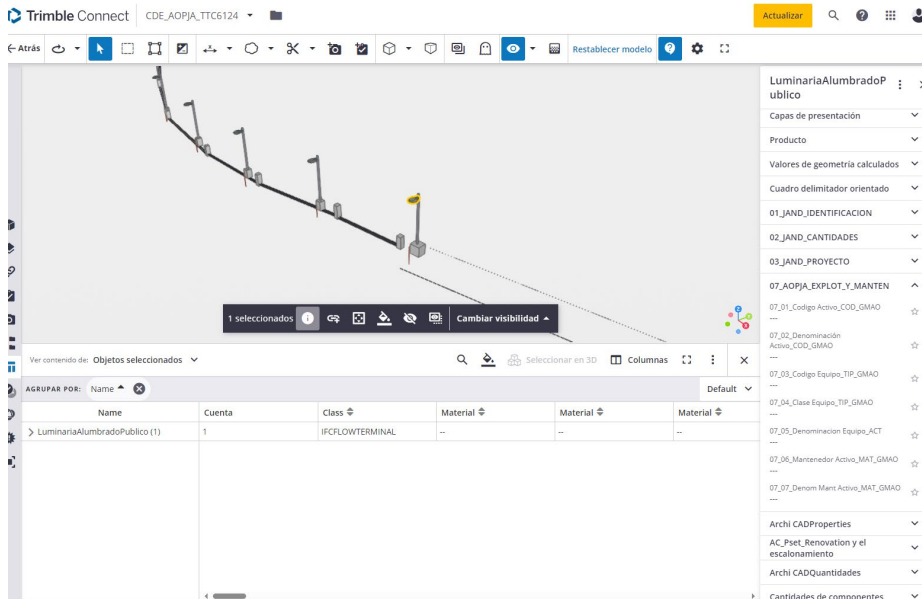 Trimble Connect
CDE_AOPJA_TTC6124
Actualizar
Atrás
Restablecer modelo
LuminariaAlumbradoP
ublico
Capas de presentación
Producto
Valores de geometría calculados
Cuadro delimitador orientado
01_JAND_IDENTIFICACION
02_JAND_CANTIDADES
03_JAND_PROYECTO
07_AOPJA_EXPLOT_Y_MANTEN
07_01_Codigo Activo_COD_GMAO
---
07_02_Denominación
Activo_COD_GMAO
---
07_03_Codigo Equipo_TIP_GMAO
---
07_04_Clase Equipo_TIP_GMAO
---
07_05_Denominacion Equipo_ACT
---
07_06_Mantenedor Activo_MAT_GMAO
---
07_07_Denom Mant Activo_MAT_GMAO
---
Archi CADProperties
AC_Pset_Renovation y el
escalonamiento
Archi CADQuantidades
Cantidades de componentes
1 seleccionados
Cambiar visibilidad
Ver contenido de: Objetos seleccionados
Seleccionar en 3D
Columnas
AGRUPAR POR: Name
Default
Name Cuenta Class Material Material Material
LuminariaAlumbradoPublico (1) 1 IFCFLOWTERMINAL -- -- --